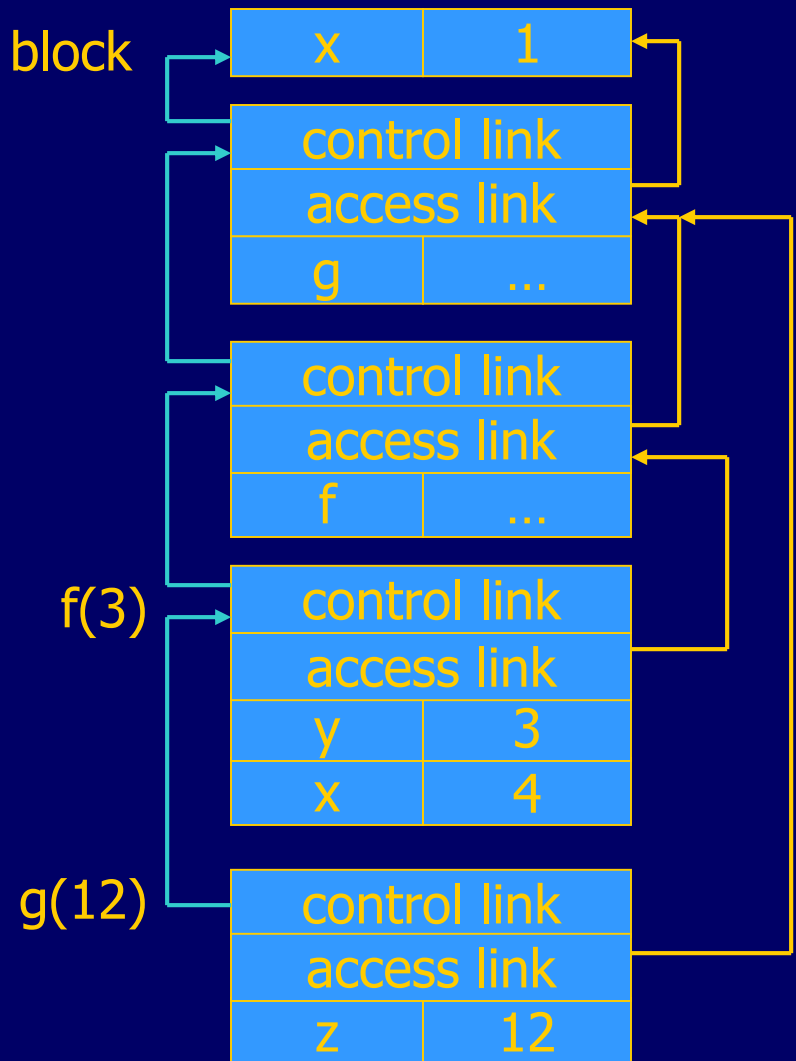 block
x 1
control link
access link
g ...
control link
access link
f ...
f(3)
control link
access link
y 3
x 4
g(12)
control link
access link
z 12